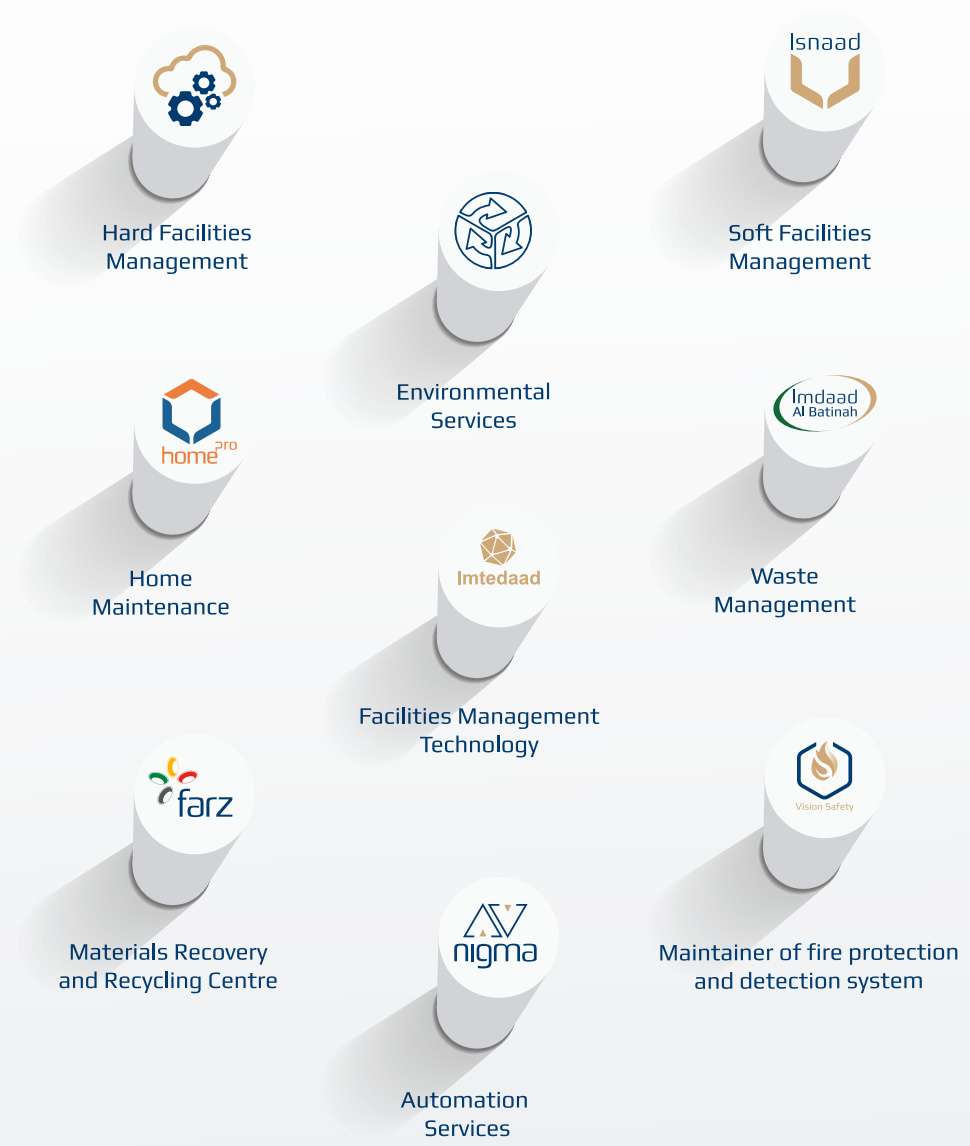 Hard Facilities
Management
Isnaad
Soft Facilities
Management
Environmental
Services
home pro
Home
Maintenance
Imdaad
Al Batinah
Waste
Management
Imtedaad
Facilities Management
Technology
farz
Materials Recovery
and Recycling Centre
Vision Safety
Maintainer of fire protection
and detection system
nigma
Automation
Services